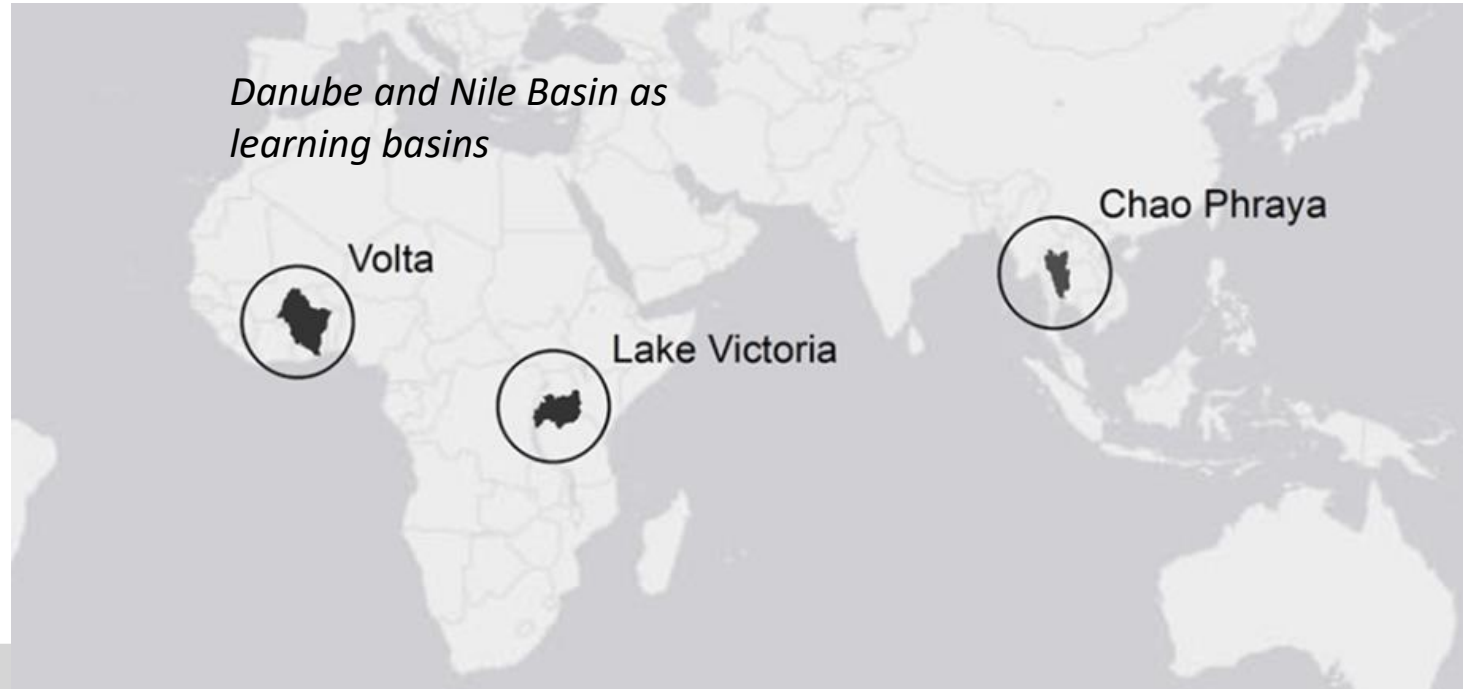 Danube and Nile Basin as
learning basins
Chao Phraya
Volta
Lake Victoria